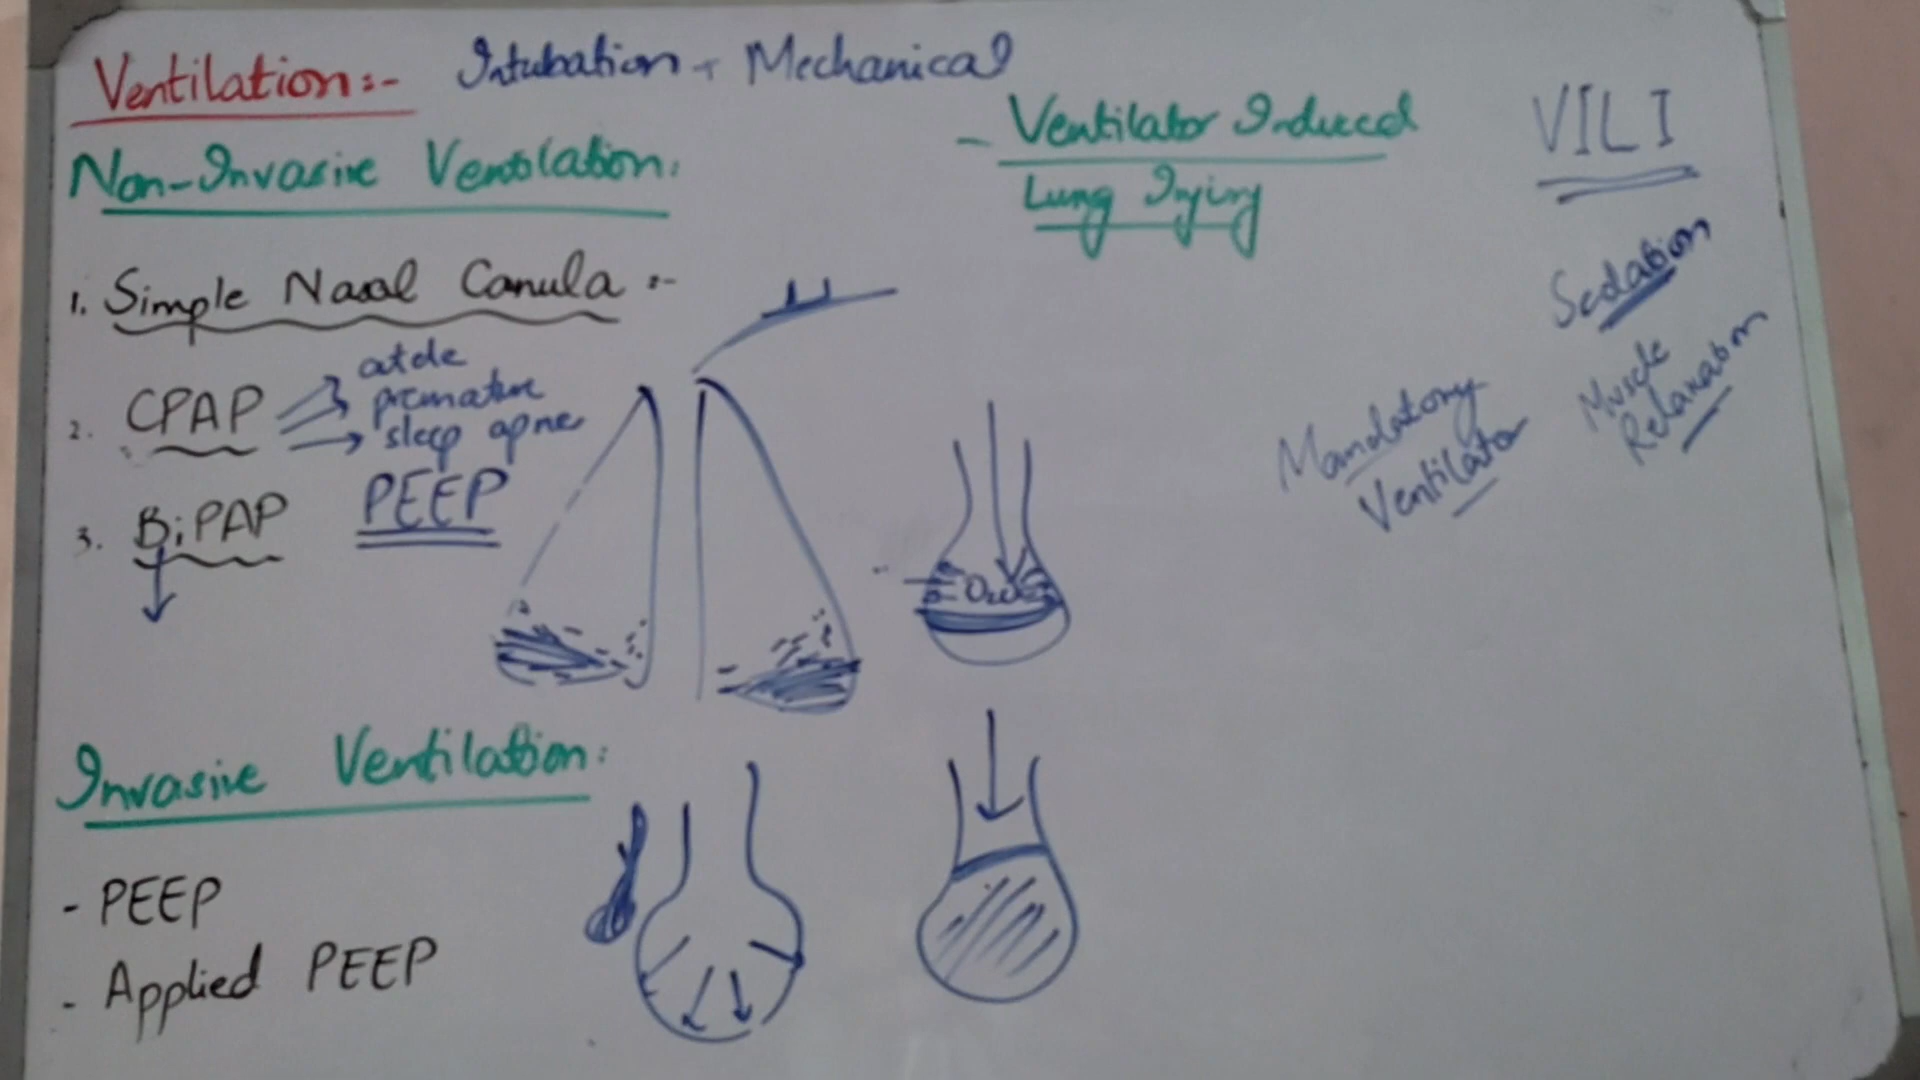 Ventilation:-
Intubation + Mechanical
Non-Invasive Ventilation:
- Ventilator Induced
Lung Injury
VILI
1. Simple Nasal Canula :-
2. CPAP
premature
sleep apnea
3. BiPAP
PEEP
Sedation
Muscle
Relaxation
Mandatory
Ventilator
Invasive Ventilation:
- PEEP
- Applied PEEP